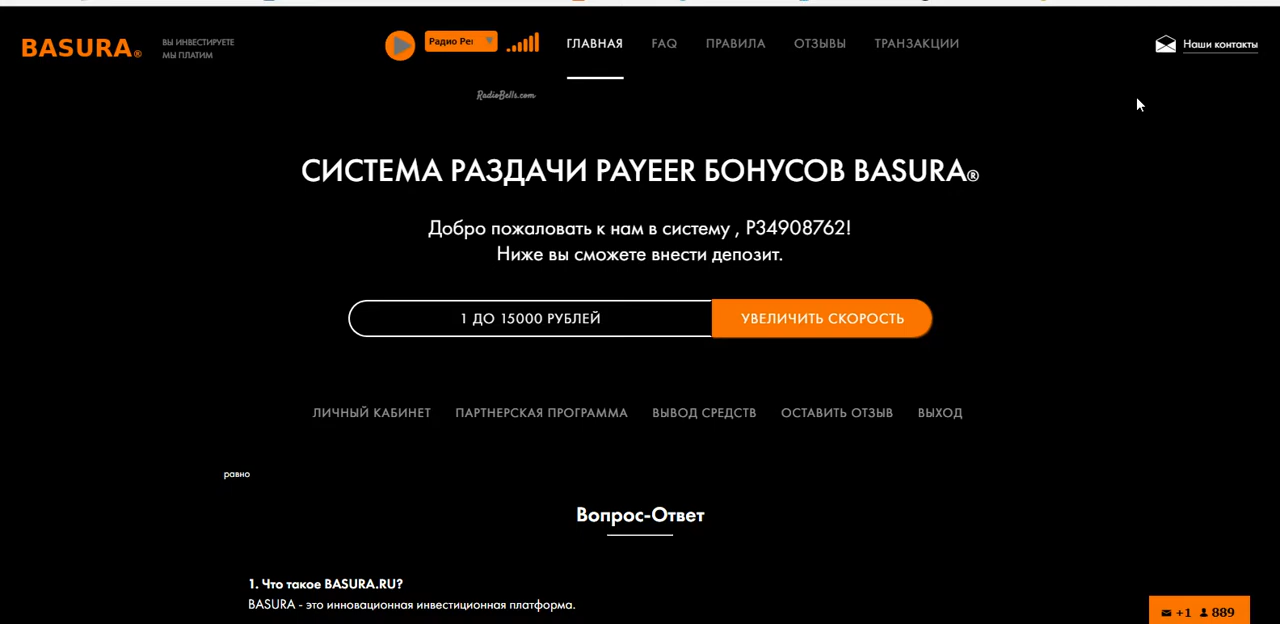 BASURA®
ВЫ ИНВЕСТИРУЕТЕ
МЫ ПЛАТИМ
Радио Рег
ГЛАВНАЯ
FAQ
ПРАВИЛА
ОТЗЫВЫ
ТРАНЗАКЦИИ
Наши контакты
RadioBells.com
СИСТЕМА РАЗДАЧИ PAYEER БОНУСОВ BASURA®
Добро пожаловать к нам в систему , P34908762!
Ниже вы сможете внести депозит.
1 ДО 15000 РУБЛЕЙ
УВЕЛИЧИТЬ СКОРОСТЬ
ЛИЧНЫЙ КАБИНЕТ
ПАРТНЕРСКАЯ ПРОГРАММА
ВЫВОД СРЕДСТВ
ОСТАВИТЬ ОТЗЫВ
ВЫХОД
равно
Вопрос-Ответ
1. Что такое BASURA.RU?
BASURA - это инновационная инвестиционная платформа.
+1 889